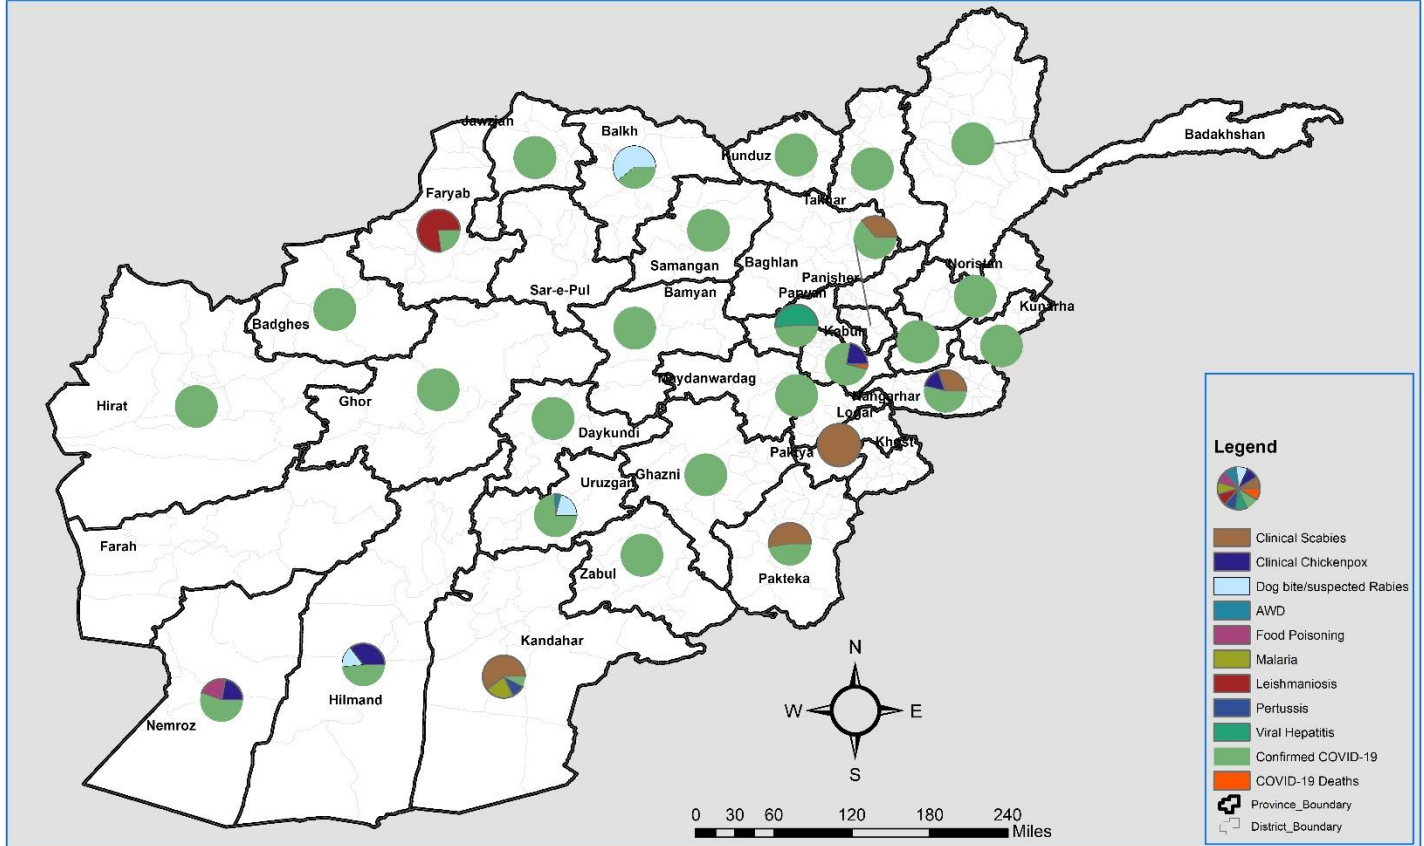 Badakhshan
Jawzjan
Balkh
Kunduz
Takhar
Faryab
Samangan
Baghlan
Panisher
Noristan
Sar-e-Pul
Bamyan
Parwan
Kunarha
Badghes
Kabul
Maydanwardag
Nangarhar
Hirat
Ghor
Logar
Daykundi
Paktya
Khost
Ghazni
Uruzgan
Farah
Zabul
Pakteka
Kandahar
Hilmand
Nemroz
N
W
E
S
0 30 60 120 180 240
Miles
Legend
Clinical Scabies
Clinical Chickenpox
Dog bite/suspected Rabies
AWD
Food Poisoning
Malaria
Leishmaniosis
Pertussis
Viral Hepatitis
Confirmed COVID-19
COVID-19 Deaths
Province_Boundary
District_Boundary